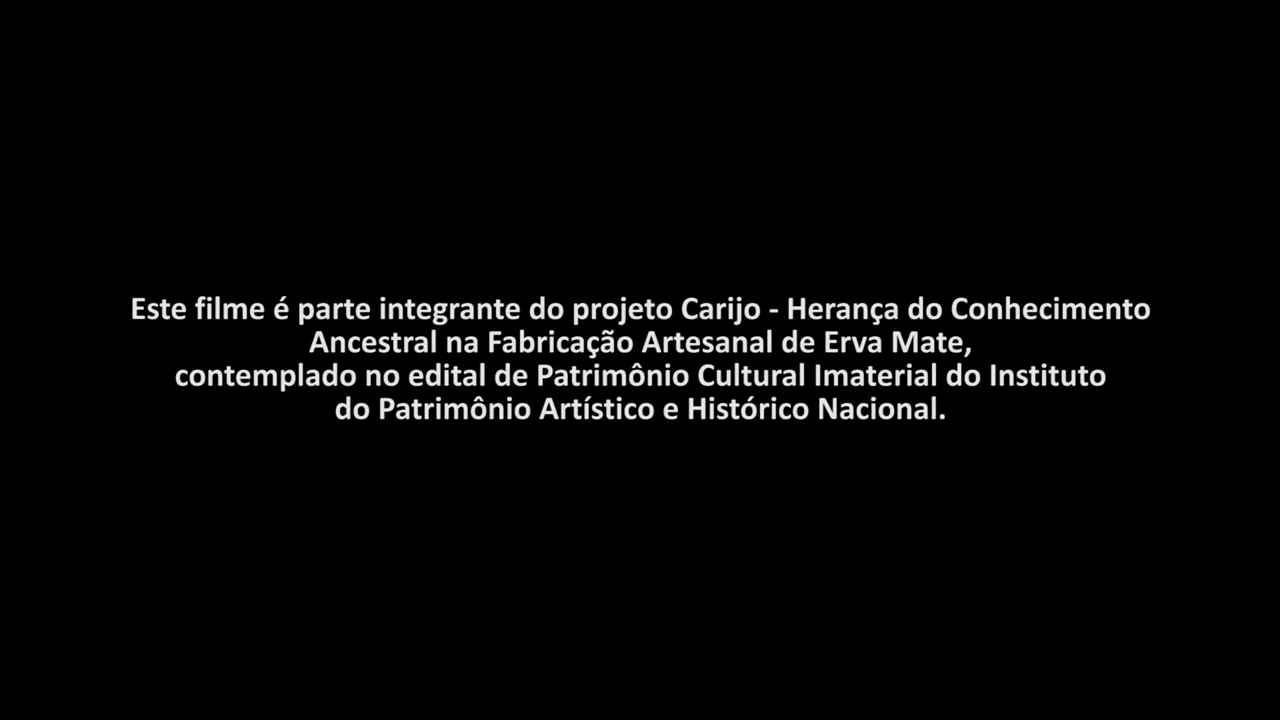 Este filme é parte integrante do projeto Carijo - Herança do Conhecimento
Ancestral na Fabricação Artesanal de Erva Mate,
contemplado no edital de Patrimônio Cultural Imaterial do Instituto
do Patrimônio Artístico e Histórico Nacional.